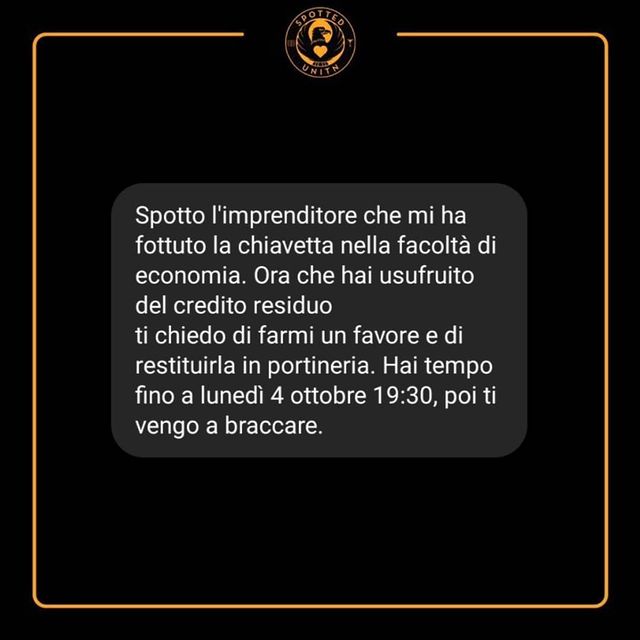 SPOTTED
UNITN
Spotto l'imprenditore che mi ha
fottuto la chiavetta nella facoltà di
economia. Ora che hai usufruito
del credito residuo
ti chiedo di farmi un favore e di
restituirla in portineria. Hai tempo
fino a lunedì 4 ottobre 19:30, poi ti
vengo a braccare.